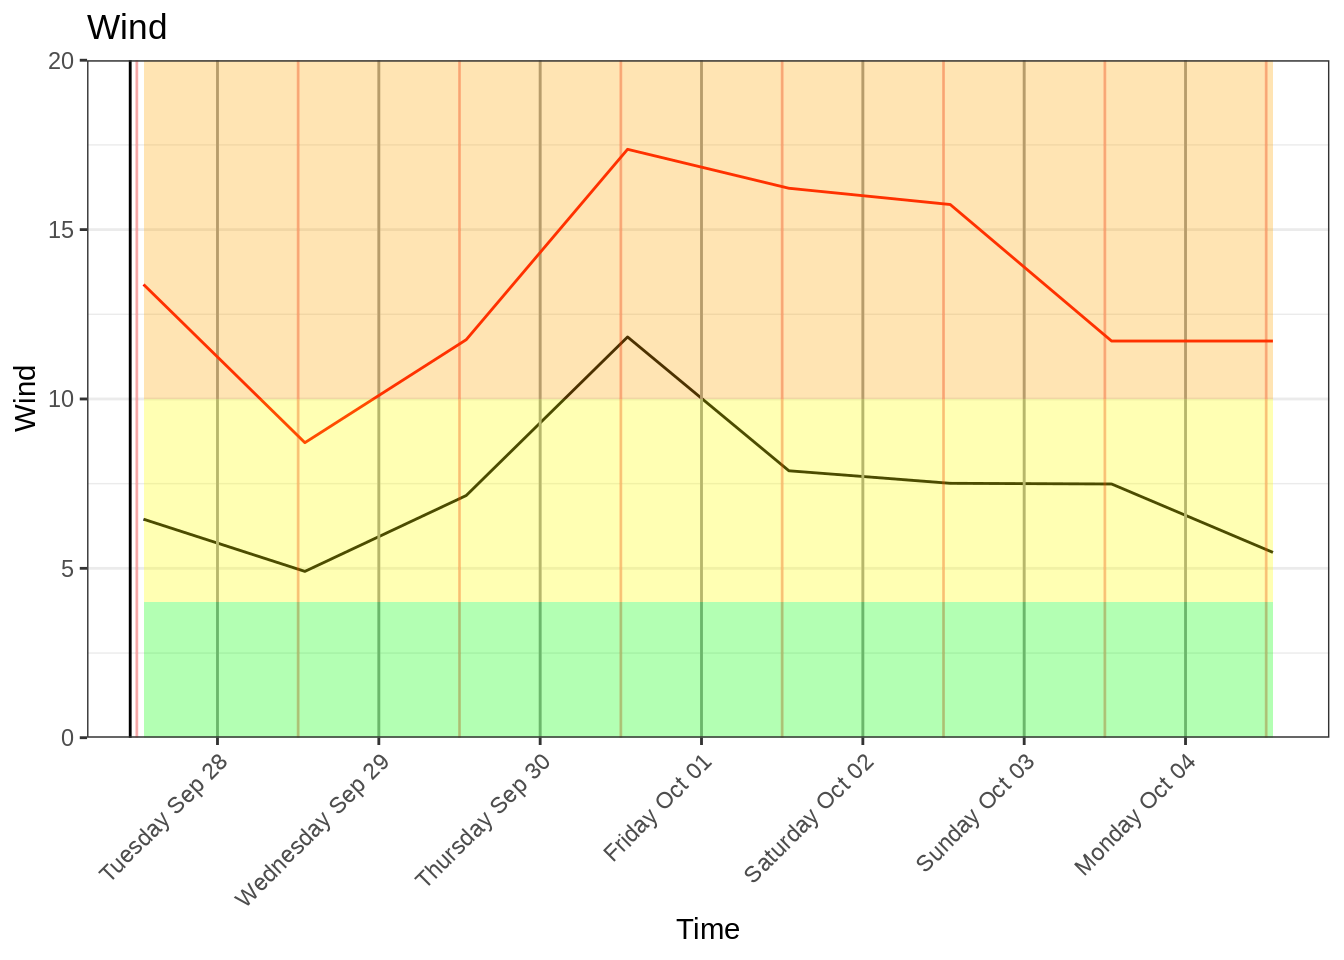 Wind
20
15
10
5
0
Wind
Tuesday Sep 28
Wednesday Sep 29
Thursday Sep 30
Friday Oct 01
Saturday Oct 02
Sunday Oct 03
Monday Oct 04
Time